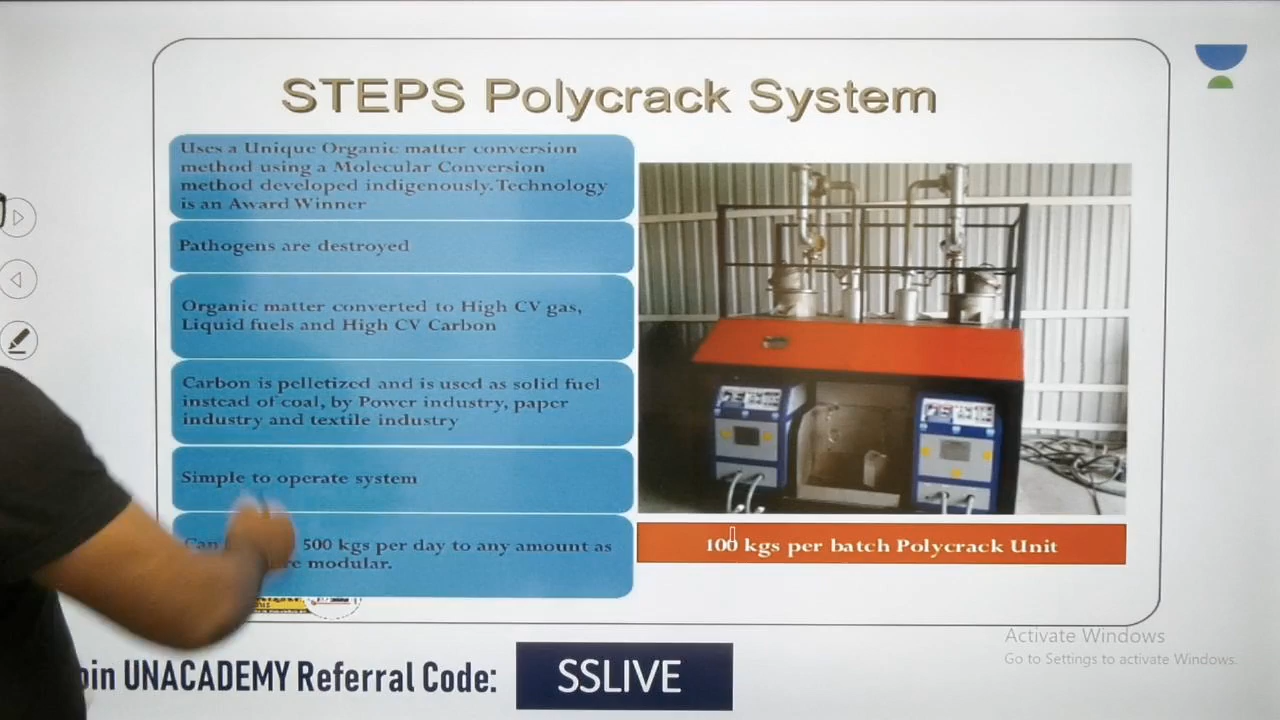 STEPS Polycrack System
Uses a Unique Organic matter conversion
method using a Molecular Conversion
method developed indigenously. Technology
is an Award Winner
Pathogens are destroyed
Organic matter converted to High CV gas,
Liquid fuels and High CV Carbon
Carbon is pelletized and is used as solid fuel
instead of coal, by Power industry, paper
industry and textile industry
Simple to operate system
Can 500 kgs per day to any amount as
modular.
100 kgs per batch Polycrack Unit
Activate Windows
Go to Settings to activate Windows.
UNACADEMY Referral Code:
SSLIVE